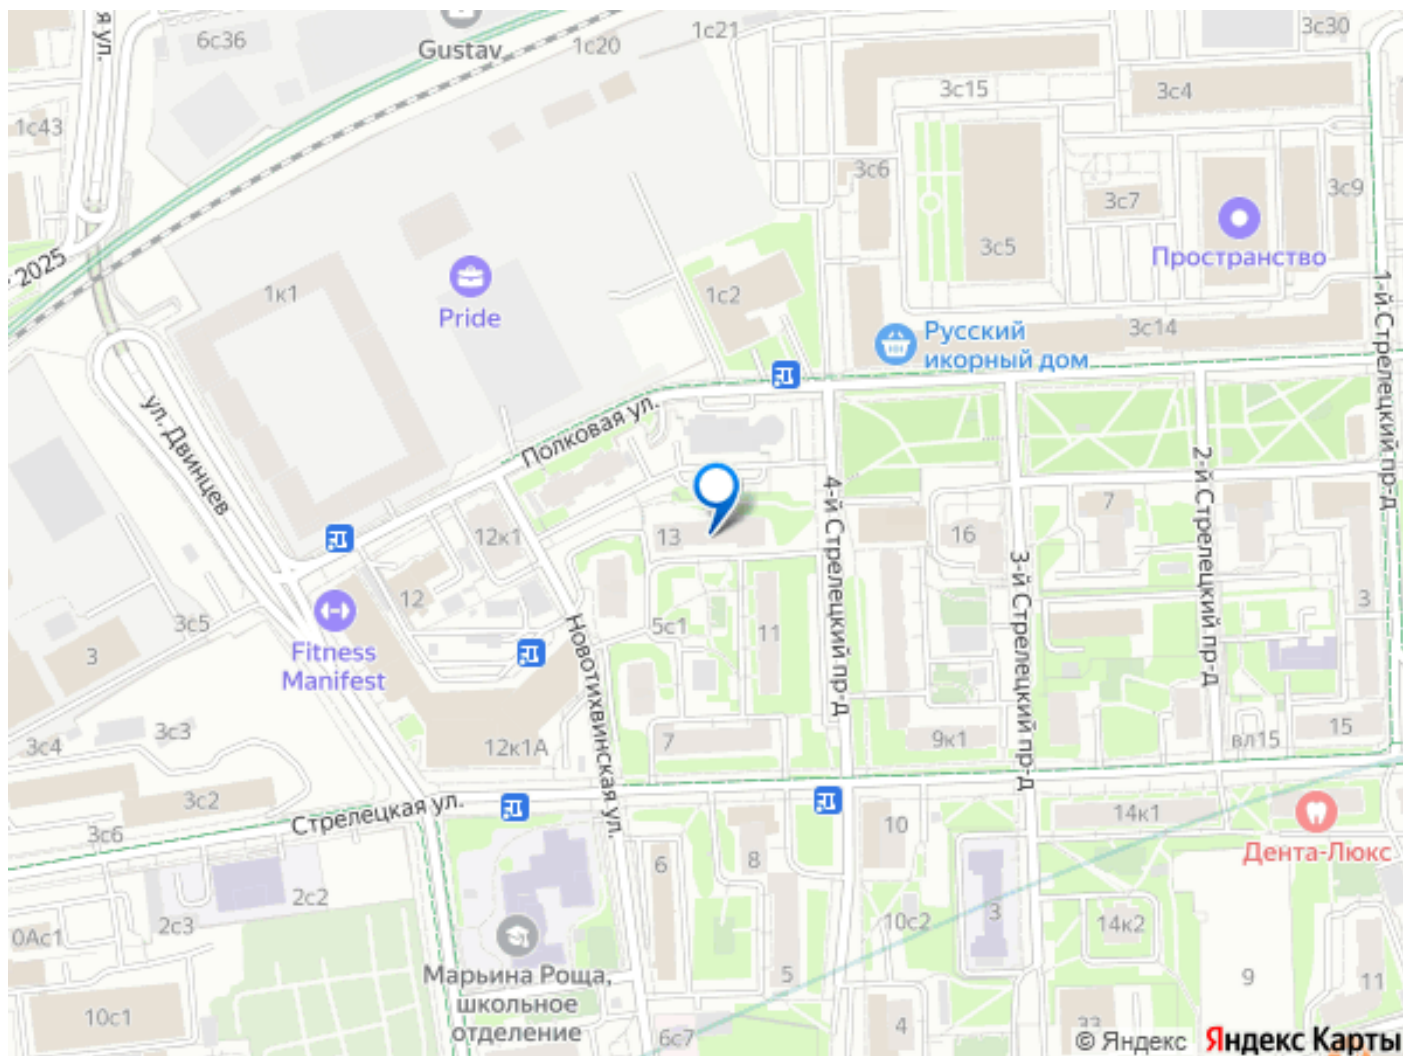 я ул.
6с36
Gustav
1с20
1с21
3с30
1с43
3с15
3с4
3с6
3с7
3с9
3с5
Пространство
2025
1к1
Pride
1с2
Русский
икорный дом
3с14
1-й Стрелецкий пр-д
ул. Двинцев
Полковая ул.
4-й Стрелецкий пр-д
2-й Стрелецкий пр-д
7
12к1
13
16
3-й Стрелецкий пр-д
12
3с5
Fitness
Manifest
3
Новотихвинская ул.
5с1
11
3
3с4
3с3
12к1А
7
9к1
вл15
15
3с2
3с6
Стрелецкая ул.
14к1
Дента-Люкс
10
8
6
2с2
2с3
0Ас1
10с2
3
14к2
Марьина Роща,
школьное
отделение
5
9
11
10с1
6с7
4
33
© Яндекс
Яндекс Карты